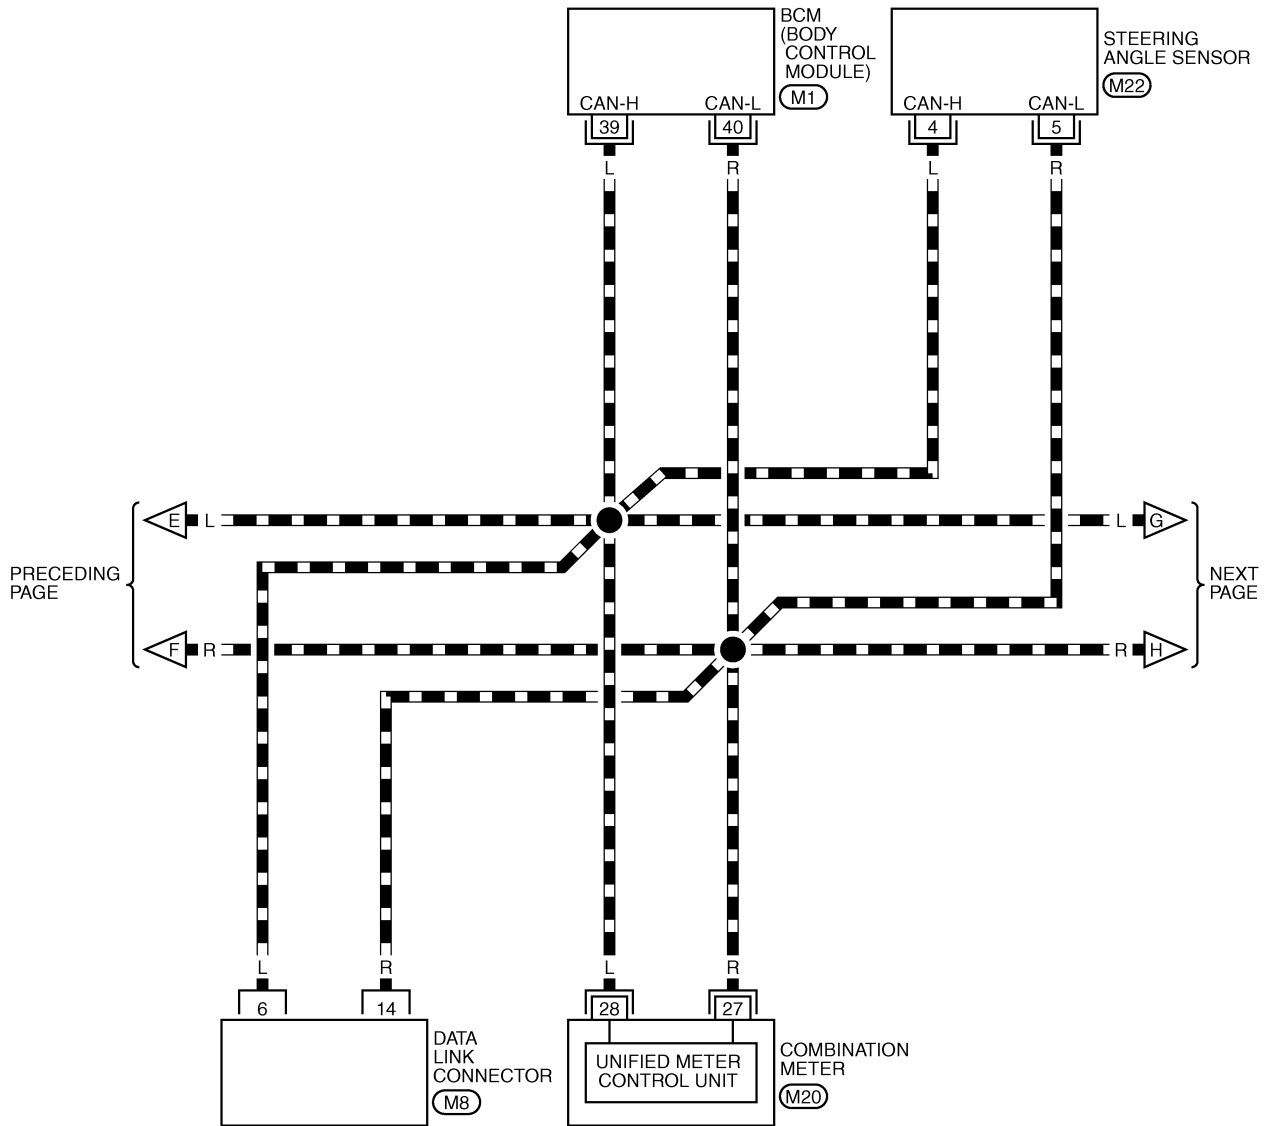 BCM
(BODY
CONTROL
MODULE)
M1
STEERING
ANGLE SENSOR
M22
CAN-H
CAN-L
CAN-H
CAN-L
39
40
4
5
L
R
L
R
E
L
L
G
PRECEDING
PAGE
NEXT
PAGE
F
R
R
H
L
R
L
R
6
14
28
27
DATA
LINK
CONNECTOR
M8
UNIFIED METER
CONTROL UNIT
COMBINATION
METER
M20